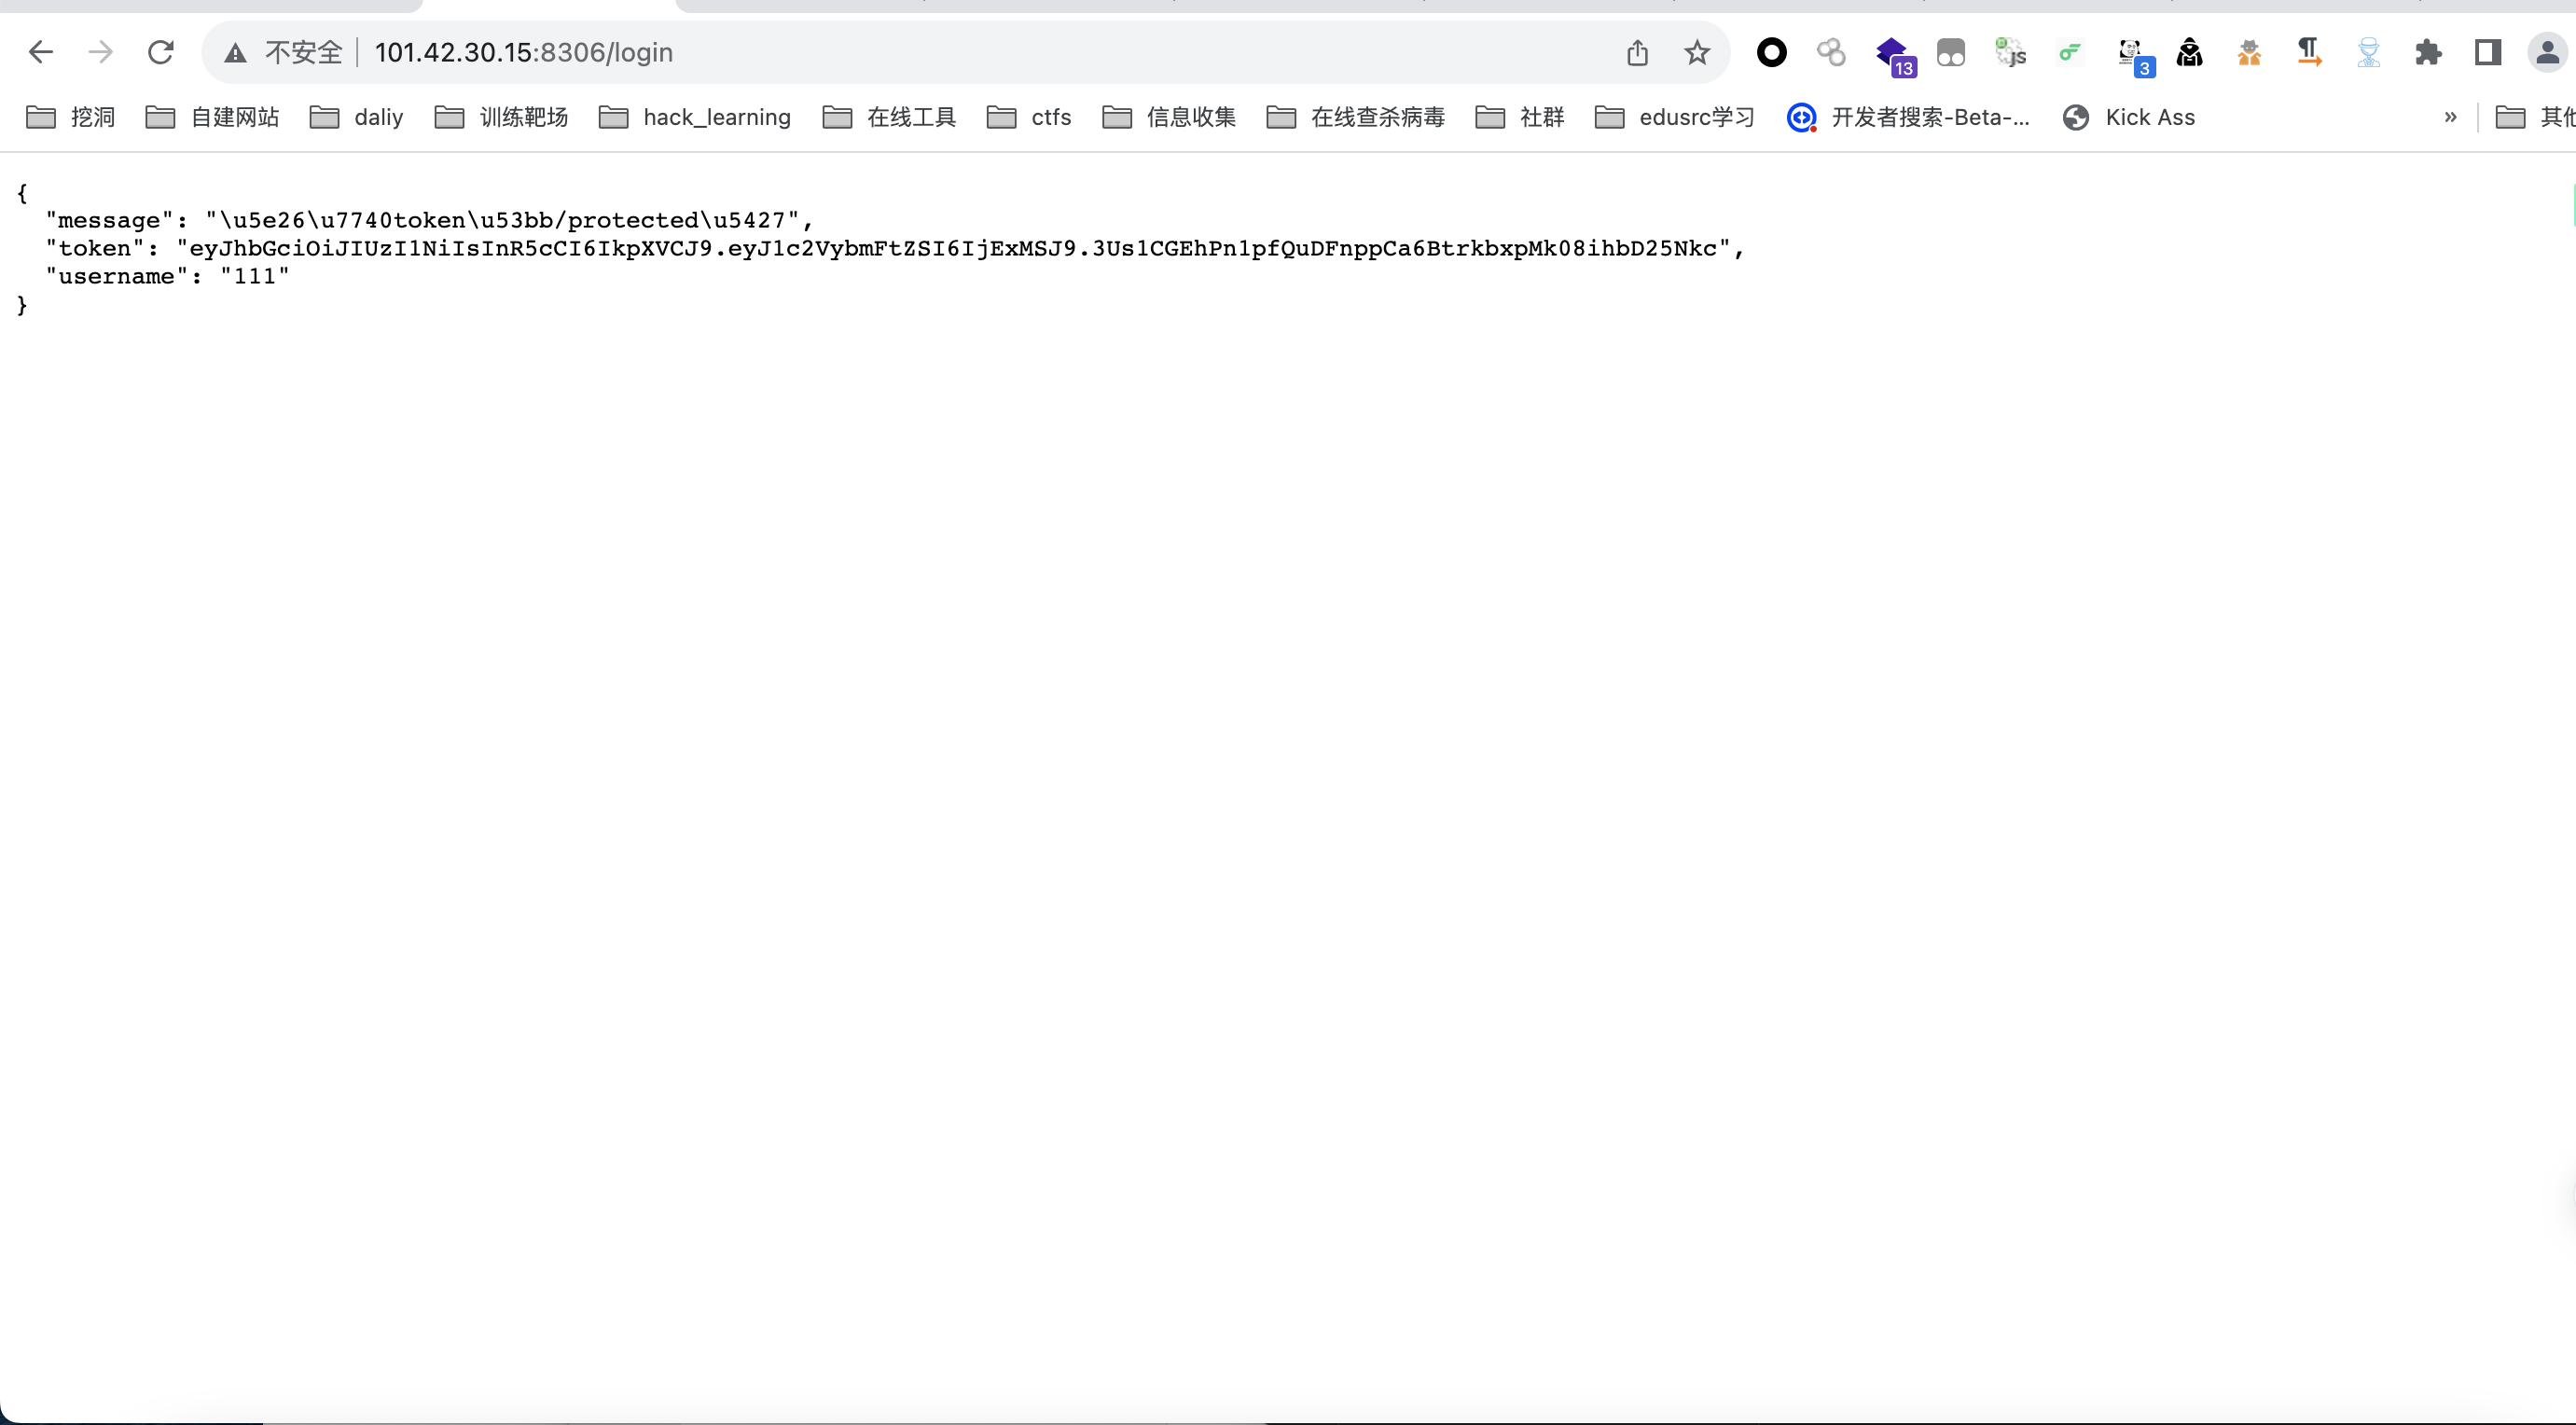 不安全 101.42.30.15:8306/login
13
js
3
挖洞 自建网站 daliy 训练靶场 hack_learning 在线工具 ctfs 信息收集 在线查杀病毒 社群 edusrc学习 开发者搜索-Beta-... Kick Ass » 其他
{
"message": "\u5e26\u7740token\u53bb/protected\u5427",
"token": "eyJhbGciOiJIUzI1NiIsInR5cCI6IkpXVCJ9.eyJ1c2VybmFtZSI6IjExMSJ9.3Us1CGEhPn1pfQuDFnppCa6BtrkbxpMk08ihbD25Nkc",
"username": "111"
}